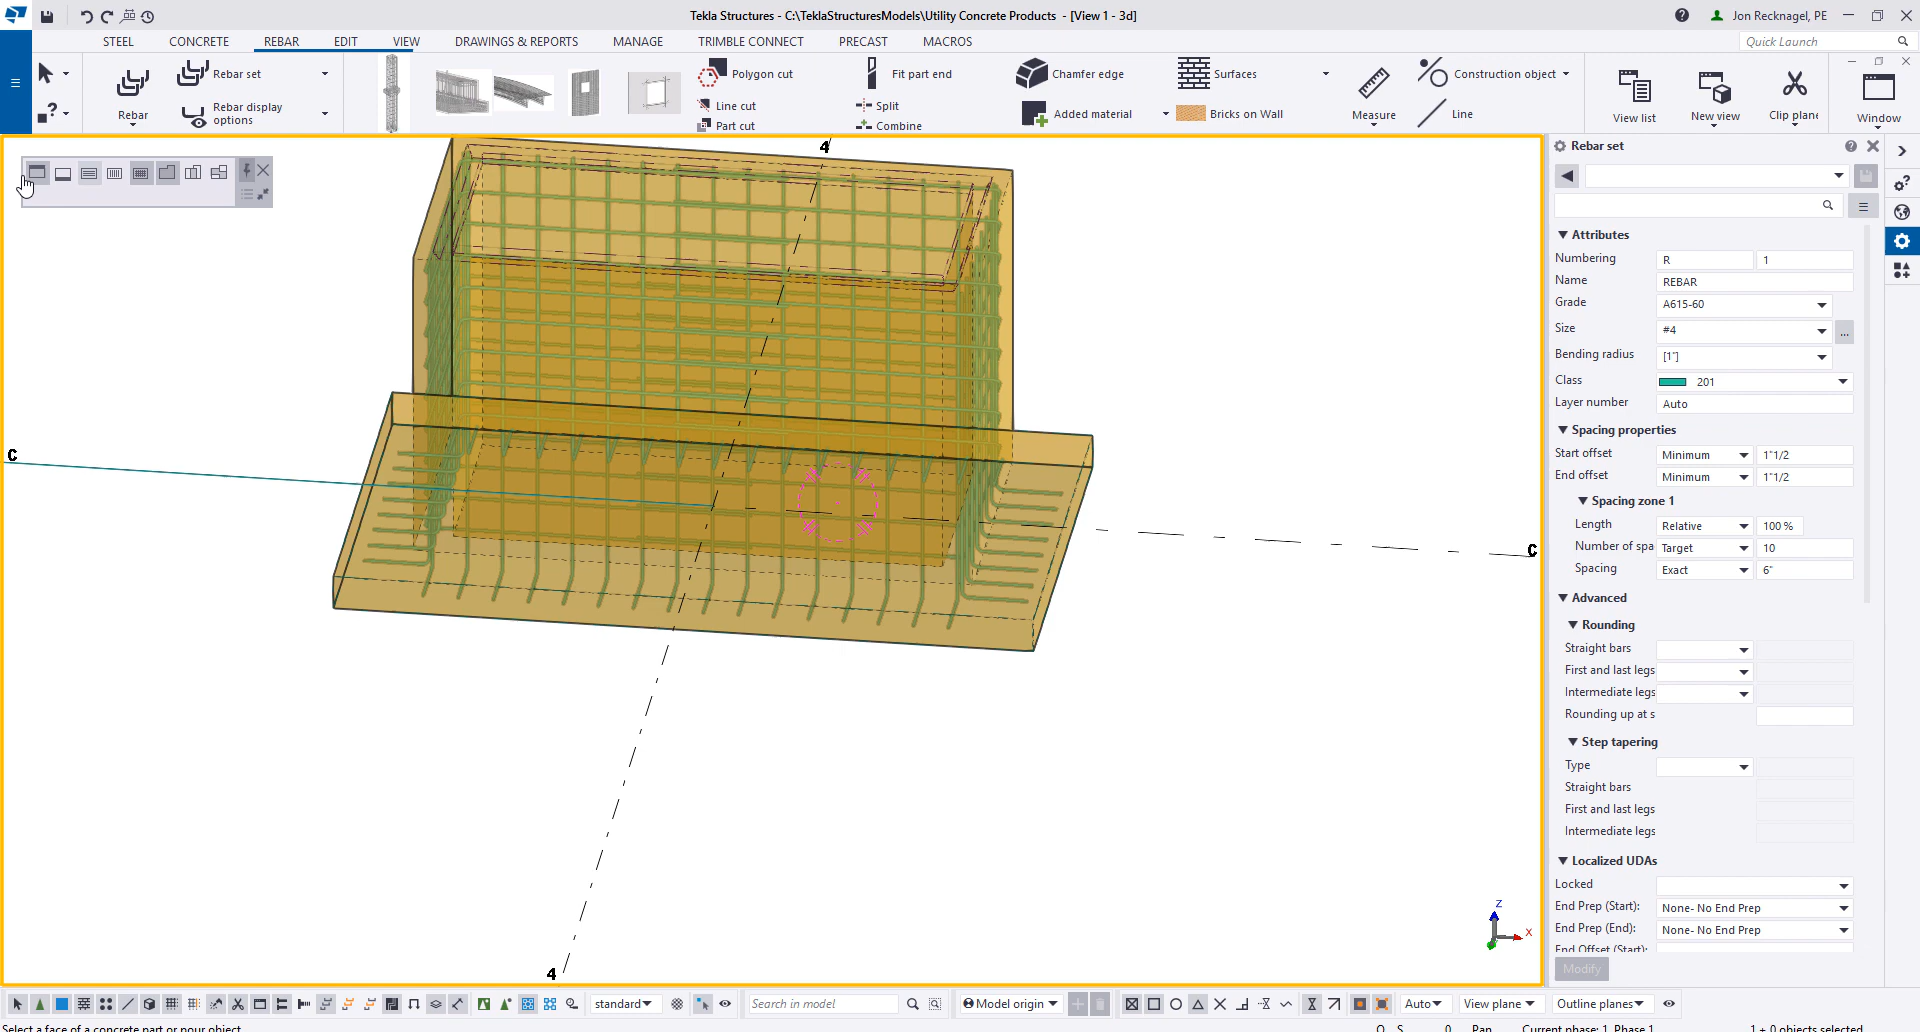 Tekla Structures - C:\TeklaStructuresModels\Utility Concrete Products - [View 1 - 3d]
Jon Recknagel, PE
STEEL CONCRETE REBAR EDIT VIEW DRAWINGS & REPORTS MANAGE TRIMBLE CONNECT PRECAST MACROS
Quick Launch
Rebar
Rebar set
Rebar display
options
Polygon cut
Line cut
Part cut
Fit part end
Split
Combine
Chamfer edge
Added material
Surfaces
Bricks on Wall
Measure
Construction object
Line
View list
New view
Clip plane
Window
4
C
C
4
Z
X
Rebar set
Attributes
Numbering R 1
Name REBAR
Grade A615-60
Size #4 ...
Bending radius [1"]
Class 201
Layer number Auto
Spacing properties
Start offset Minimum 1"1/2
End offset Minimum 1"1/2
Spacing zone 1
Length Relative 100 %
Number of spa Target 10
Spacing Exact 6"
Advanced
Rounding
Straight bars
First and last legs
Intermediate legs
Rounding up at s
Step tapering
Type
Straight bars
First and last legs
Intermediate legs
Localized UDAs
Locked
End Prep (Start): None- No End Prep
End Prep (End): None- No End Prep
End Offset (Start):
Modify
standard
Search in model
Model origin
Auto
View plane
Outline planes
Select a face of a concrete part or pour object
O S 0 Pan Current phase: 1, Phase 1 1 + 0 objects selected